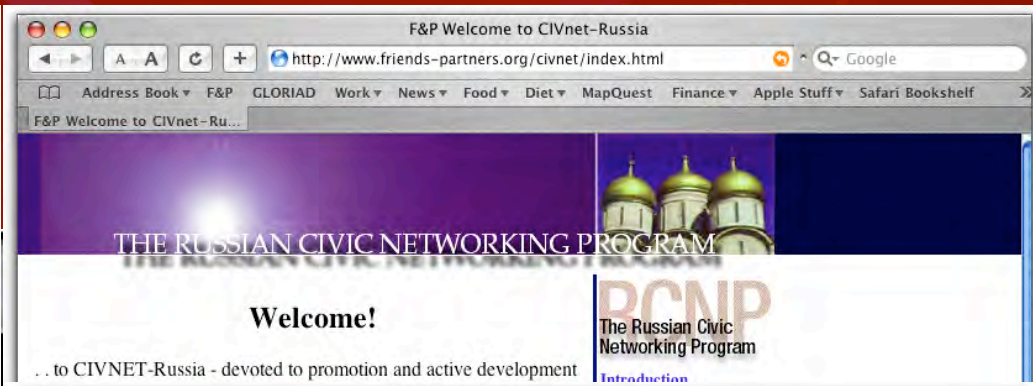 F&P Welcome to CIVnet-Russia
A A C + http://www.friends-partners.org/civnet/index.html Q Google
Address Book F&P GLORIAD Work News Food Diet MapQuest Finance Apple Stuff Safari Bookshelf »
F&P Welcome to CIVnet-Ru...
THE RUSSIAN CIVIC NETWORKING PROGRAM
RCNP
The Russian Civic
Networking Program
Welcome!
. . to CIVNET-Russia - devoted to promotion and active development
Introduction